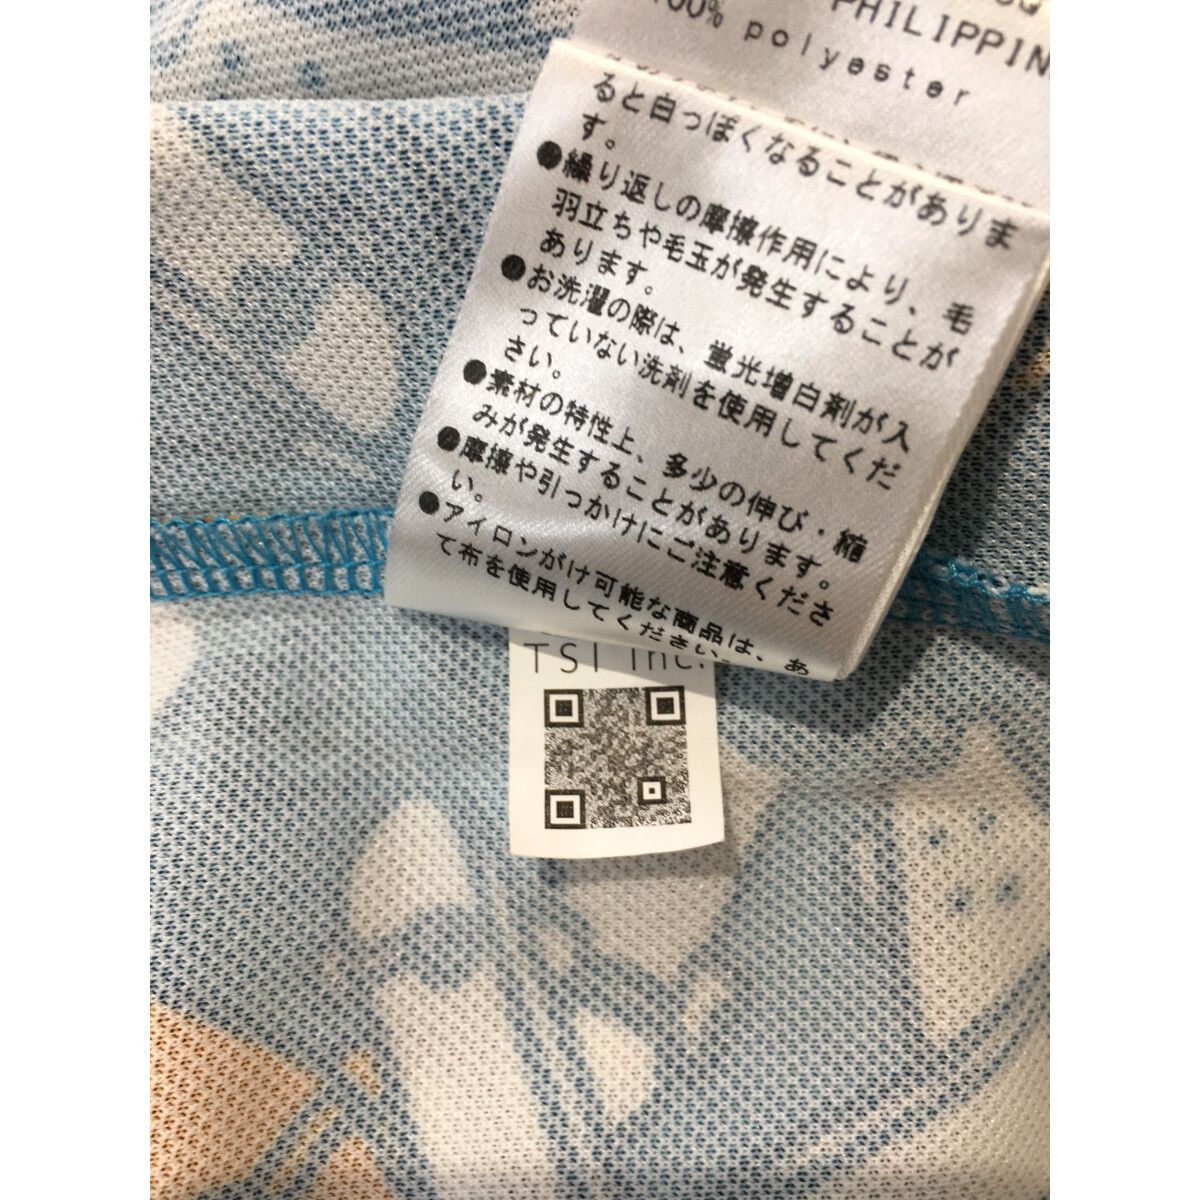 PHILIPPIN
100% polyester
ると白っぽくなることがありま
す。
●繰り返しの摩擦作用により、毛
羽立ちや毛玉が発生することが
あります。
●お洗濯の際は、蛍光増白剤が入
っていない洗剤を使用してくだ
さい。
●素材の特性上、多少の伸び・縮
みが発生することがあります。
●摩擦や引っかけにご注意くださ
い。
●アイロンがけ可能な商品は、あ
て布を使用してください。
TSI Inc.